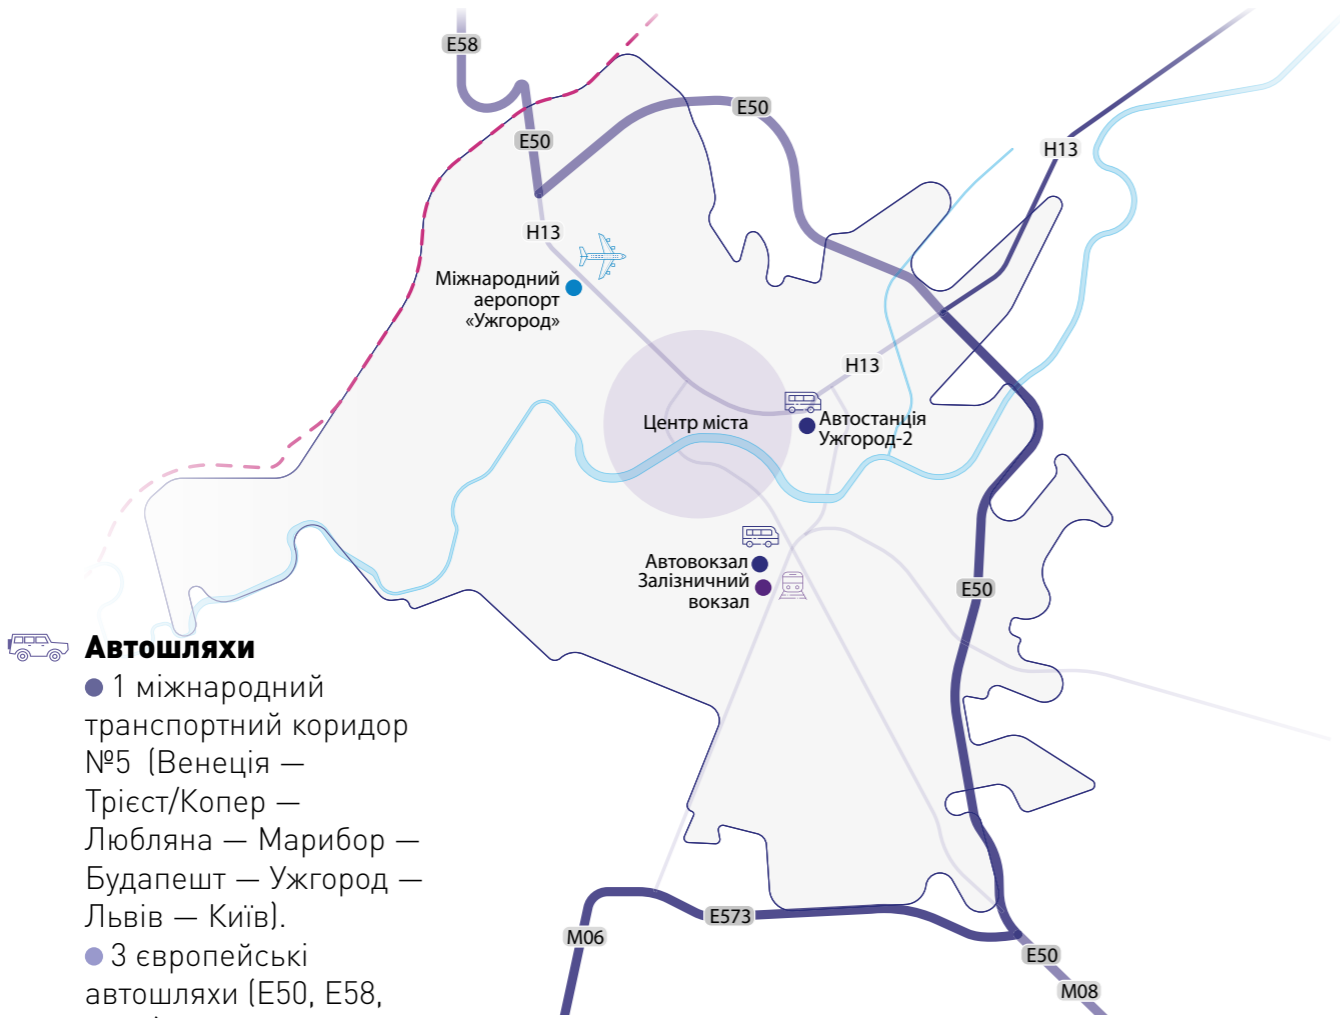 E58
E50
E50
H13
H13
Міжнародний
аеропорт
«Ужгород»
H13
Центр міста
Автостанція
Ужгород-2
Автовокзал
Залізничний
вокзал
E50
Автошляхи
1 міжнародний
транспортний коридор
№5 (Венеція —
Трієст/Копер —
Любляна — Марибор —
Будапешт — Ужгород —
Львів — Київ).
3 європейські
автошляхи (E50, E58,
E573
M06
E50
M08